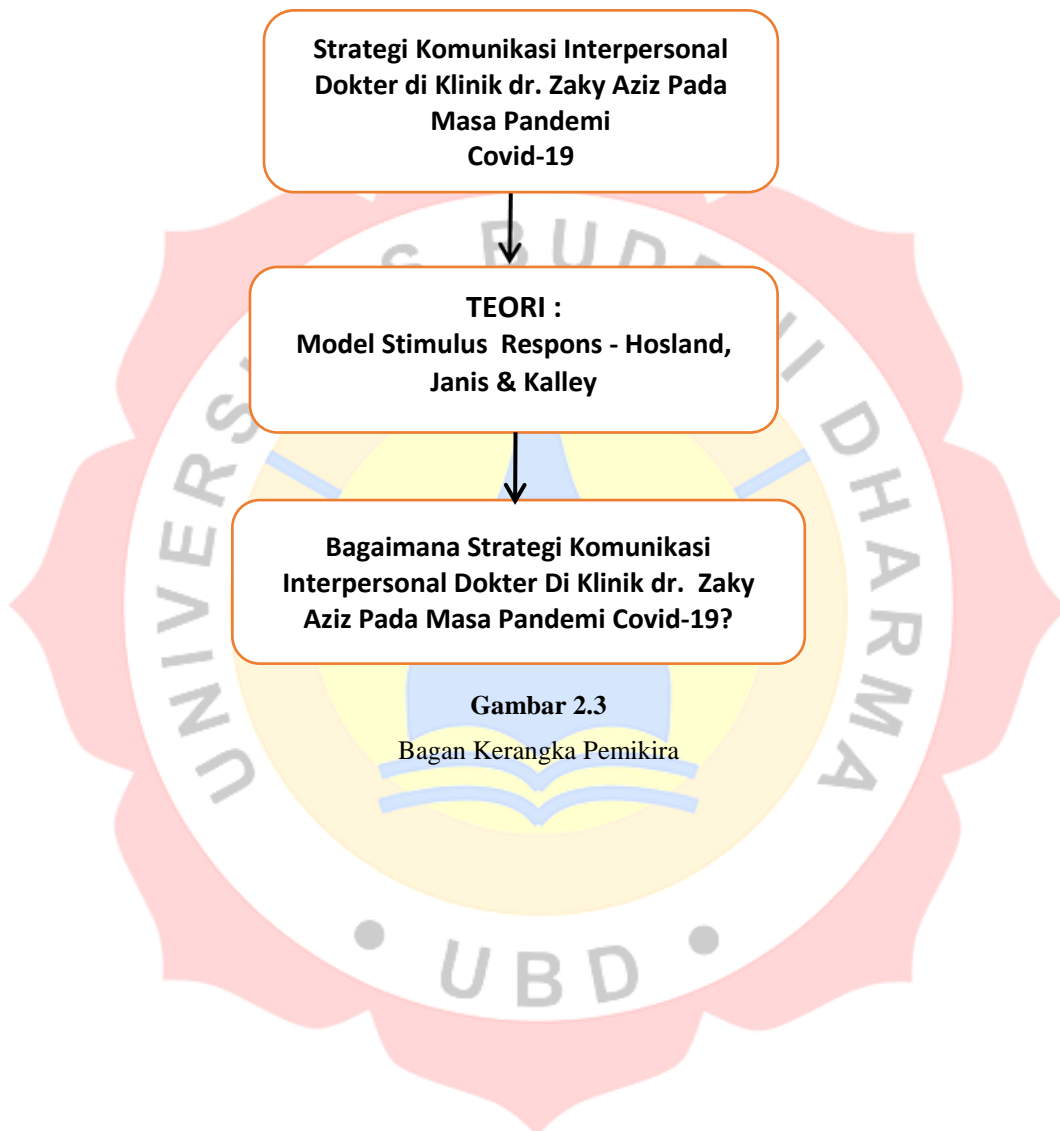 Strategi Komunikasi Interpersonal
Dokter di Klinik dr. Zaky Aziz Pada
Masa Pandemi
Covid-19
TEORI :
Model Stimulus Respons - Hosland,
Janis & Kalley
Bagaimana Strategi Komunikasi
Interpersonal Dokter Di Klinik dr. Zaky
Aziz Pada Masa Pandemi Covid-19?
Gambar 2.3
Bagan Kerangka Pemikira
DHARMA
UBD